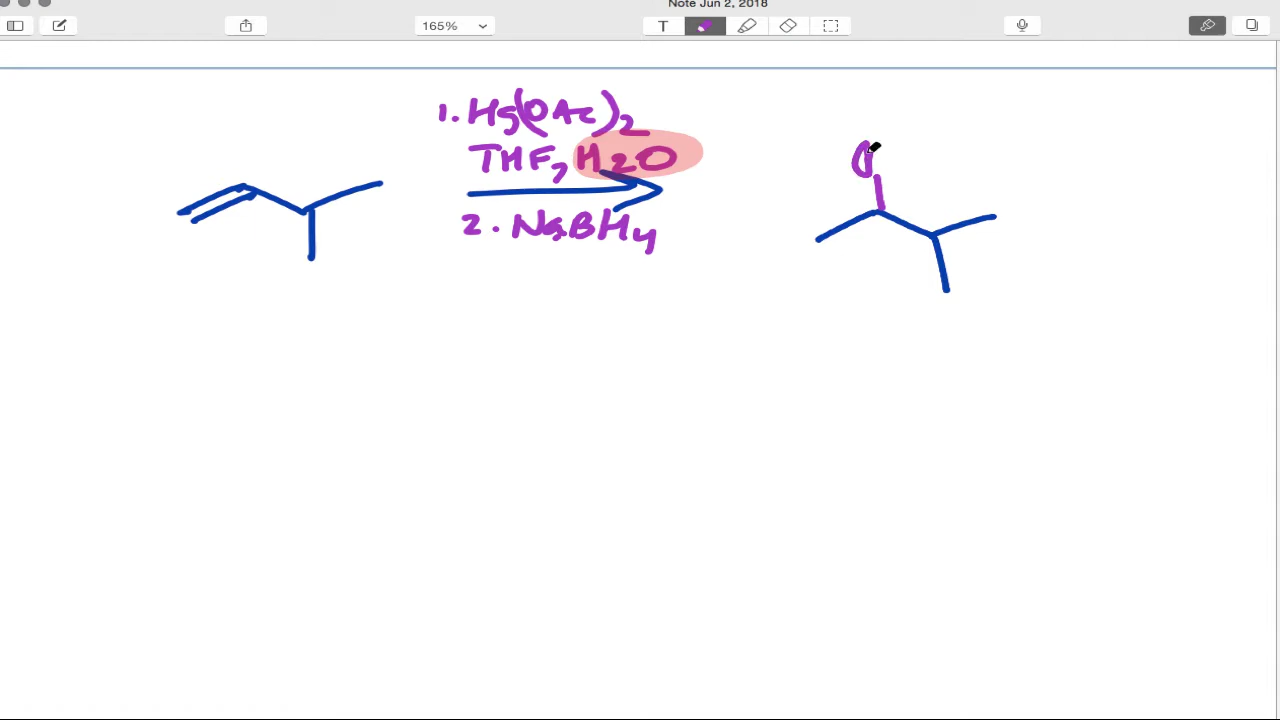 Note Jun 2, 2018
165%
T
1. Hg(OAc)2
THF, H2O
2. NaBH4
O